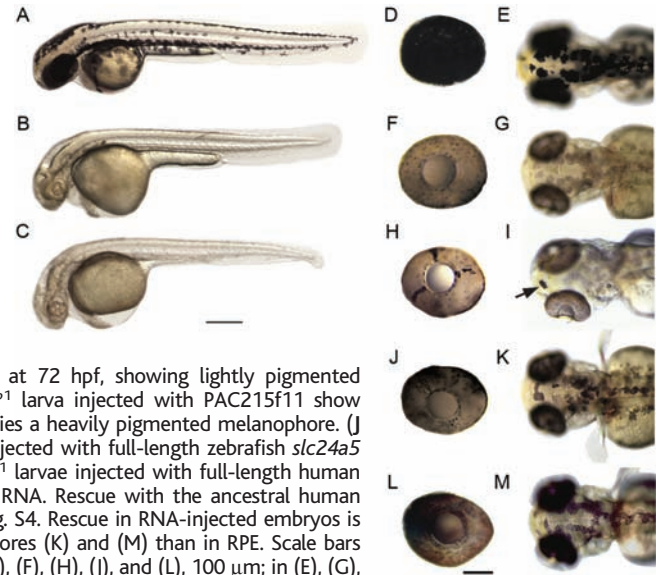 A
D
E
B
F
G
C
H
I
J
K
L
M
at 72 hpf, showing lightly pigmented
larva injected with PAC215f11 show
ies a heavily pigmented melanophore. (J
jected with full-length zebrafish slc24a5
1 larvae injected with full-length human
RNA. Rescue with the ancestral human
g. S4. Rescue in RNA-injected embryos is
ores (K) and (M) than in RPE. Scale bars
), (F), (H), (J), and (L), 100 μm; in (E), (G),